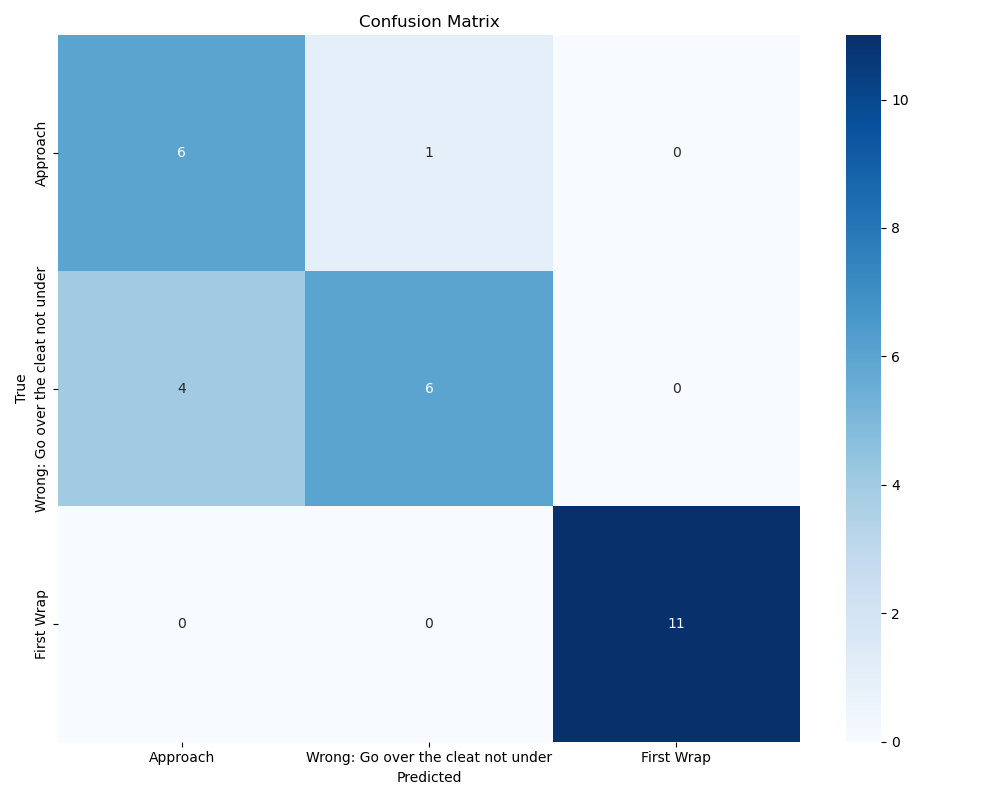 Confusion Matrix
True
Approach
6
1
0
Wrong: Go over the cleat not under
4
6
0
First Wrap
0
0
11
Approach
Wrong: Go over the cleat not under
First Wrap
Predicted
10
8
6
4
2
0